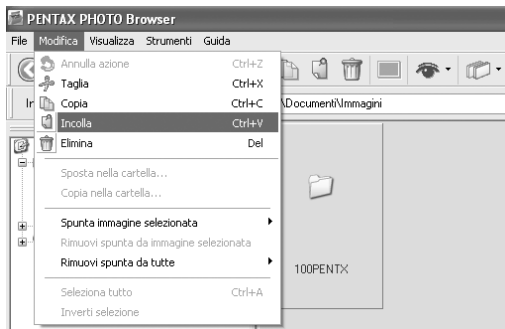 PENTAX PHOTO Browser
File Modifica Visualizza Strumenti Guida
Annulla azione Ctrl+Z
Taglia Ctrl+X
Copia Ctrl+C
\Documenti\Immagini
Incolla Ctrl+V
Elimina Del
Sposta nella cartella...
Copia nella cartella...
Spunta immagine selezionata
Rimuovi spunta da immagine selezionata
Rimuovi spunta da tutte
100PENTX
Seleziona tutto Ctrl+A
Inverti selezione